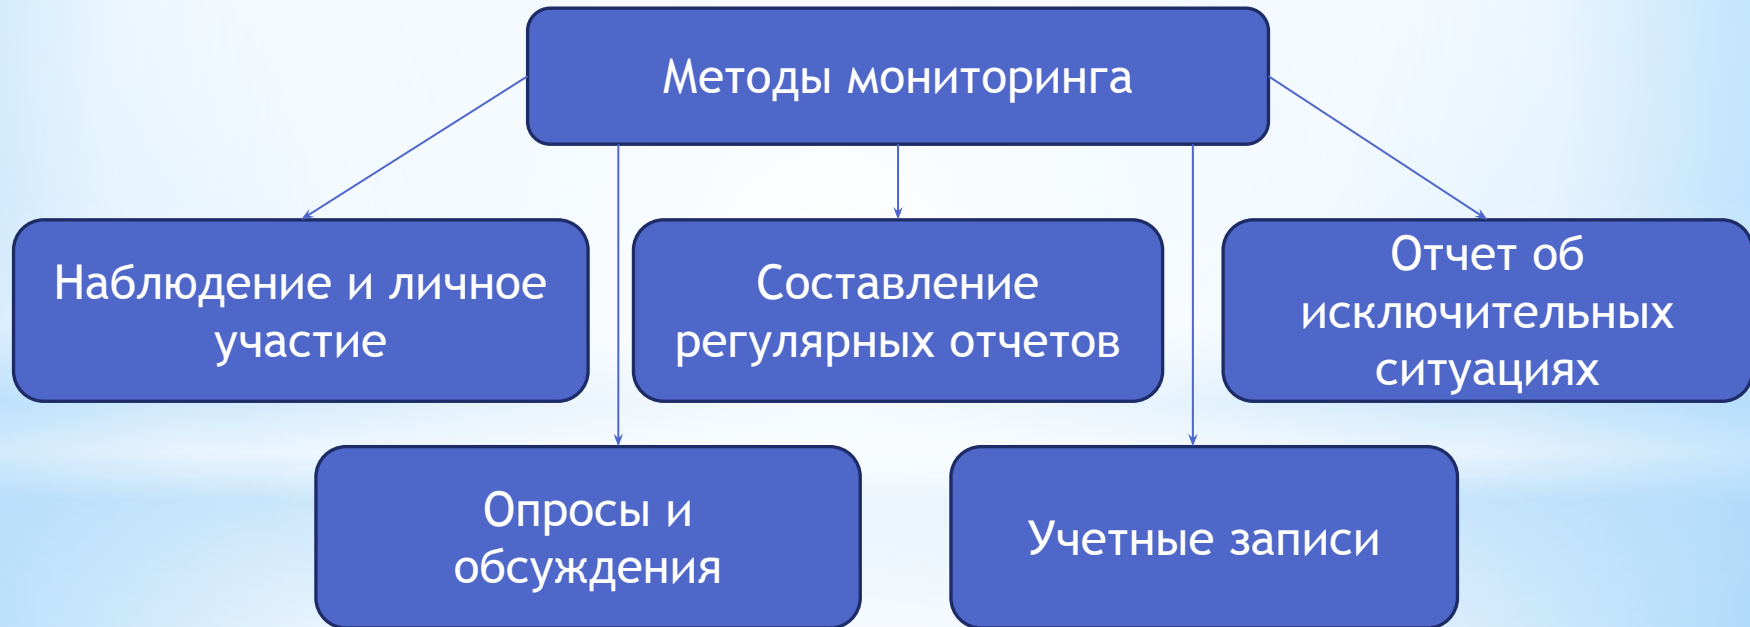 Методы мониторинга
Наблюдение и личное
участие
Составление
регулярных отчетов
Отчет об
исключительных
ситуациях
Опросы и
обсуждения
Учетные записи